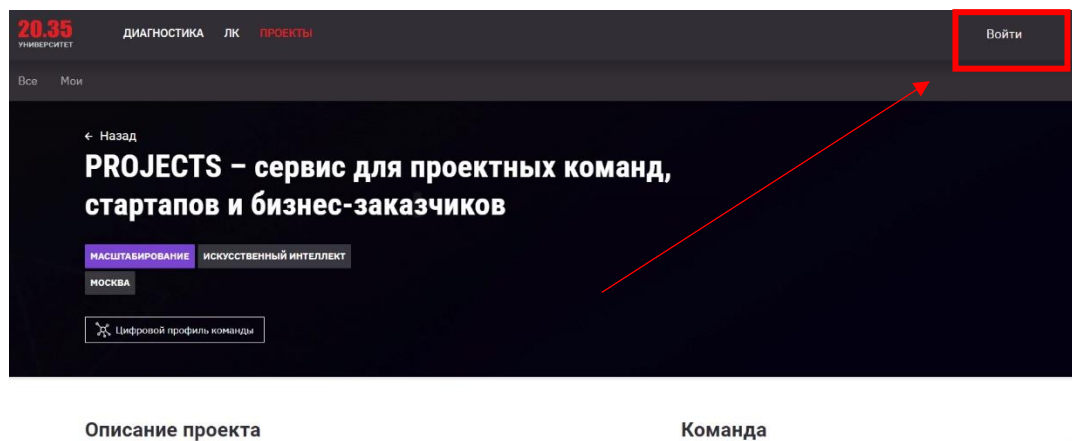 20.35
УНИВЕРСИТЕТ
ДИАГНОСТИКА ЛК ПРОЕКТЫ
Войти
Все Мои
← Назад
PROJECTS – сервис для проектных команд,
стартапов и бизнес-заказчиков
МАСШТАБИРОВАНИЕ ИСКУССТВЕННЫЙ ИНТЕЛЛЕКТ
МОСКВА
Цифровой профиль команды
Описание проекта
Команда